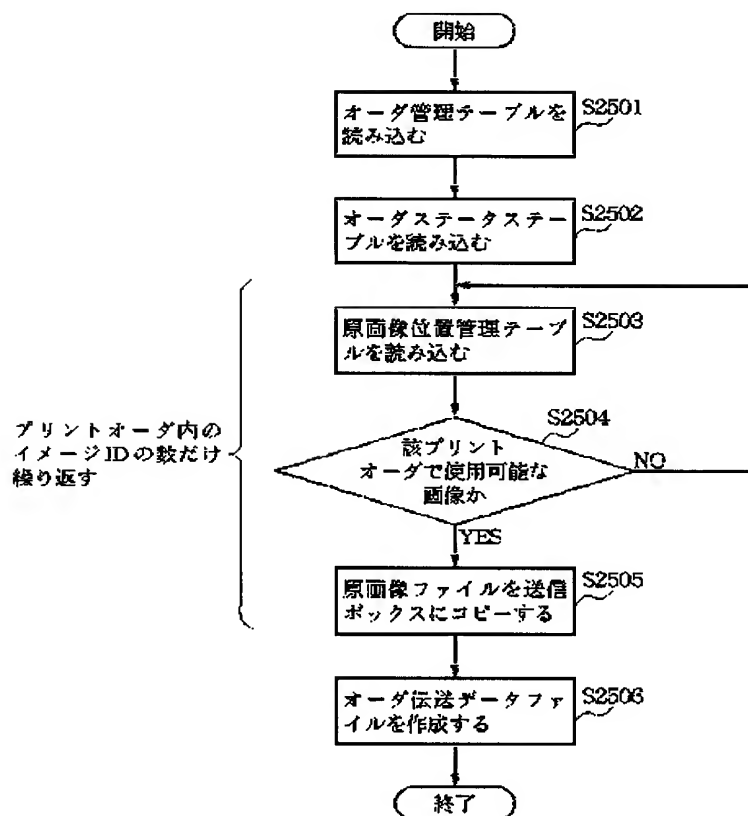 開始
オーダ管理テーブルを
読み込む
S2501
オーダステータステー
ブルを読み込む
S2502
原画像位置管理テーブ
ルを読み込む
S2503
プリントオーダ内の
イメージIDの数だけ
繰り返す
S2504
該プリント
オーダで使用可能な
画像か
NO
YES
原画像ファイルを送信
ボックスにコピーする
S2505
オーダ伝送データファ
イルを作成する
S2506
終了